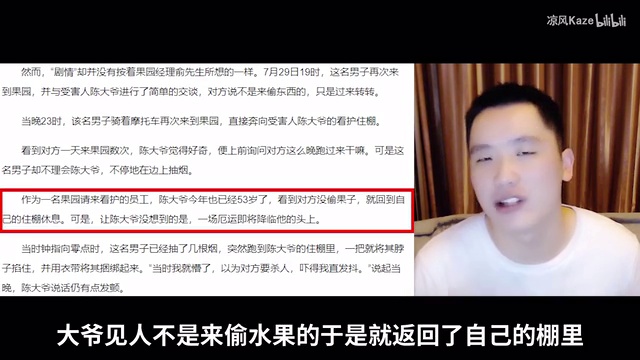 凉风Kaze bilibili
然而，“剧情”却并没有按着果园经理俞先生所想的一样。7月29日19时，这名男子再次来
到果园，并与受害人陈大爷进行了简单的交谈，对方说不是来偷东西的，只是过来转转。
当晚23时，该名男子骑着摩托车再次来到果园，直接奔向受害人陈大爷的看护住棚。
看到对方一天来果园数次，陈大爷觉得好奇，便上前询问对方这么晚跑过来干嘛。可是这
名男子却不理会陈大爷，不停地在边上抽烟。
作为一名果园请来看护的员工，陈大爷今年也已经53岁了，看到对方没偷果子，就回到自
己的住棚休息。可是，让陈大爷没想到的是，一场厄运即将降临他的头上。
当时钟指向零点时，这名男子已经抽了几根烟，突然跑到陈大爷的住棚里，一把就将其脖
子掐住，并用衣带将其捆绑起来。“当时我就懵了，以为对方要杀人，吓得我直发抖。”说起当
晚，陈大爷说话仍有点发颤。
大爷见人不是来偷水果的于是就返回了自己的棚里